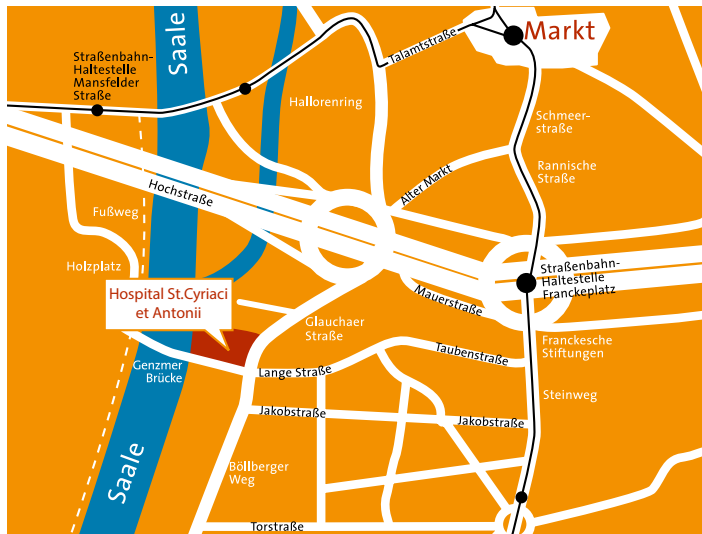 Markt
Talamtstraße
Saale
Straßenbahn-
Haltestelle
Mansfelder
Straße
Hallorenring
Schmeer-
straße
Rannische
Straße
Alter Markt
Hochstraße
Fußweg
Holzplatz
Straßenbahn-
Haltestelle
Franckeplatz
Hospital St.Cyriaci
et Antonii
Mauerstraße
Glauchaer
Straße
Franckesche
Stiftungen
Taubenstraße
Genzmer
Brücke
Lange Straße
Steinweg
Jakobstraße
Jakobstraße
Saale
Böllberger
Weg
Torstraße